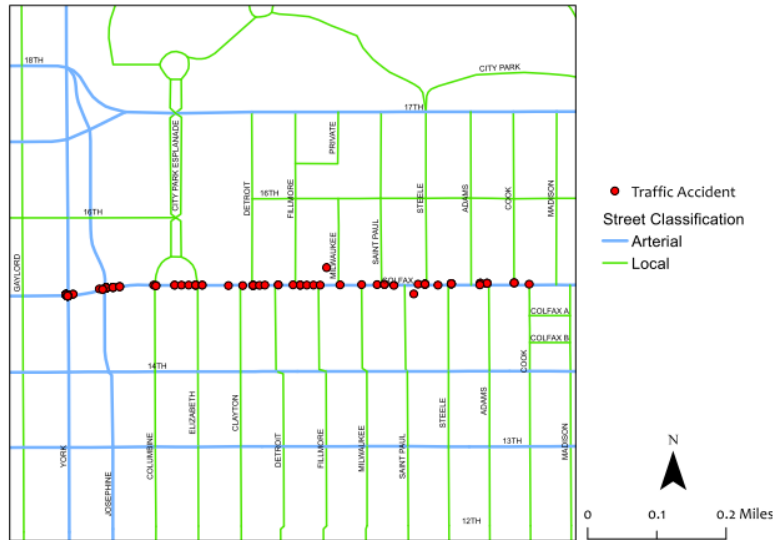 18TH
CITY PARK
17TH
CITY PARK ESPLANADE
PRIVATE
DETROIT
FILLMORE
STEELE
ADAMS
COOK
MADISON
16TH
16TH
MILWAUKEE
SAINT PAUL
GAYLORD
COLFAX
COLFAX A
COLFAX B
14TH
COOK
ELIZABETH
CLAYTON
ADAMS
STEELE
13TH
YORK
JOSEPHINE
COLUMBINE
DETROIT
FILLMORE
MILWAUKEE
SAINT PAUL
MADISON
12TH
Traffic Accident
Street Classification
Arterial
Local
N
0 0.1 0.2 Miles